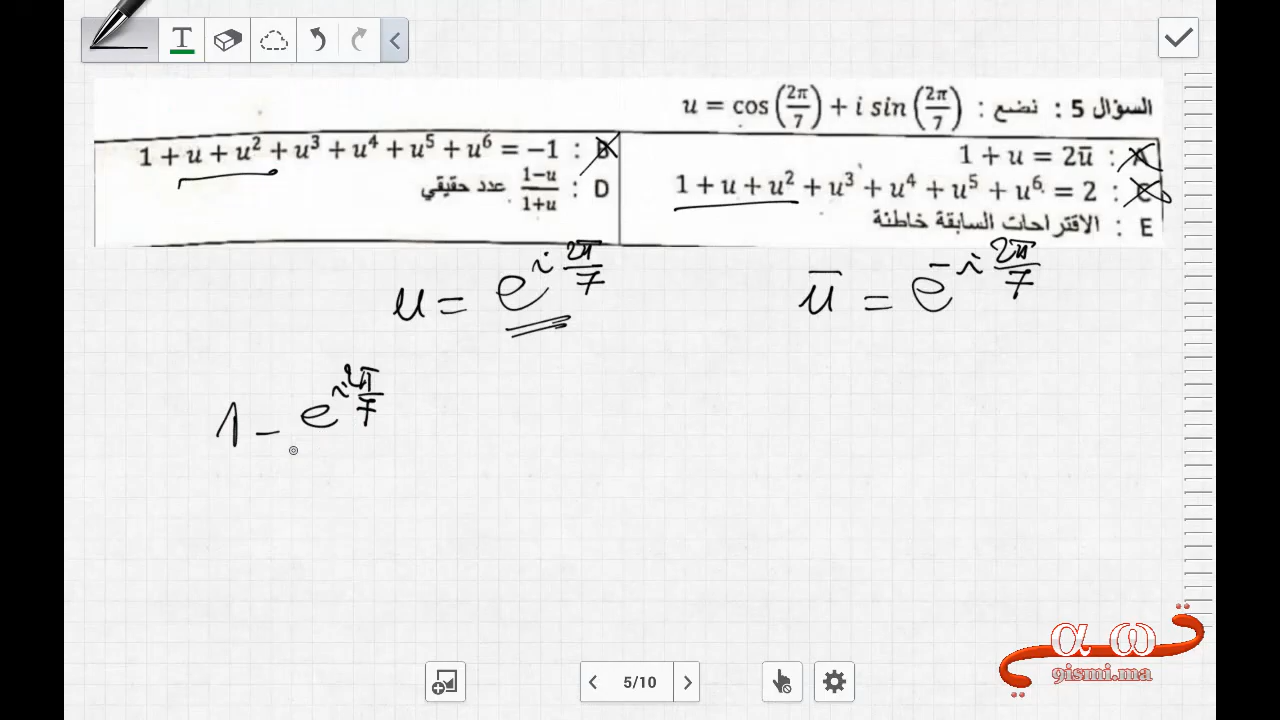 السؤال 5 : نضع : u = cos(2π/7) + i sin(2π/7)
A : 1 + u = 2ū
B : 1 + u + u² + u³ + u⁴ + u⁵ + u⁶ = −1
C : 1 + u + u² + u³ + u⁴ + u⁵ + u⁶ = 2
D : (1−u)/(1+u) عدد حقيقي
E : الاقتراحات السابقة خاطئة
u = e^(i 2π/7)
ū = e^(−i 2π/7)
1 − e^(i 2π/7)
T
5/10
α ω ت
9ismi.ma